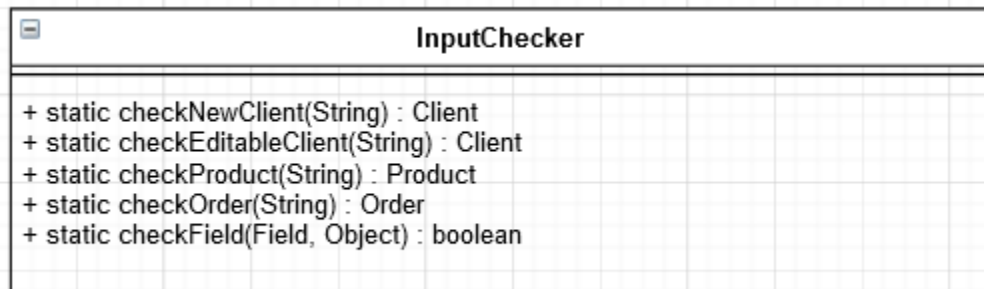 InputChecker
+ static checkNewClient(String) : Client
+ static checkEditableClient(String) : Client
+ static checkProduct(String) : Product
+ static checkOrder(String) : Order
+ static checkField(Field, Object) : boolean